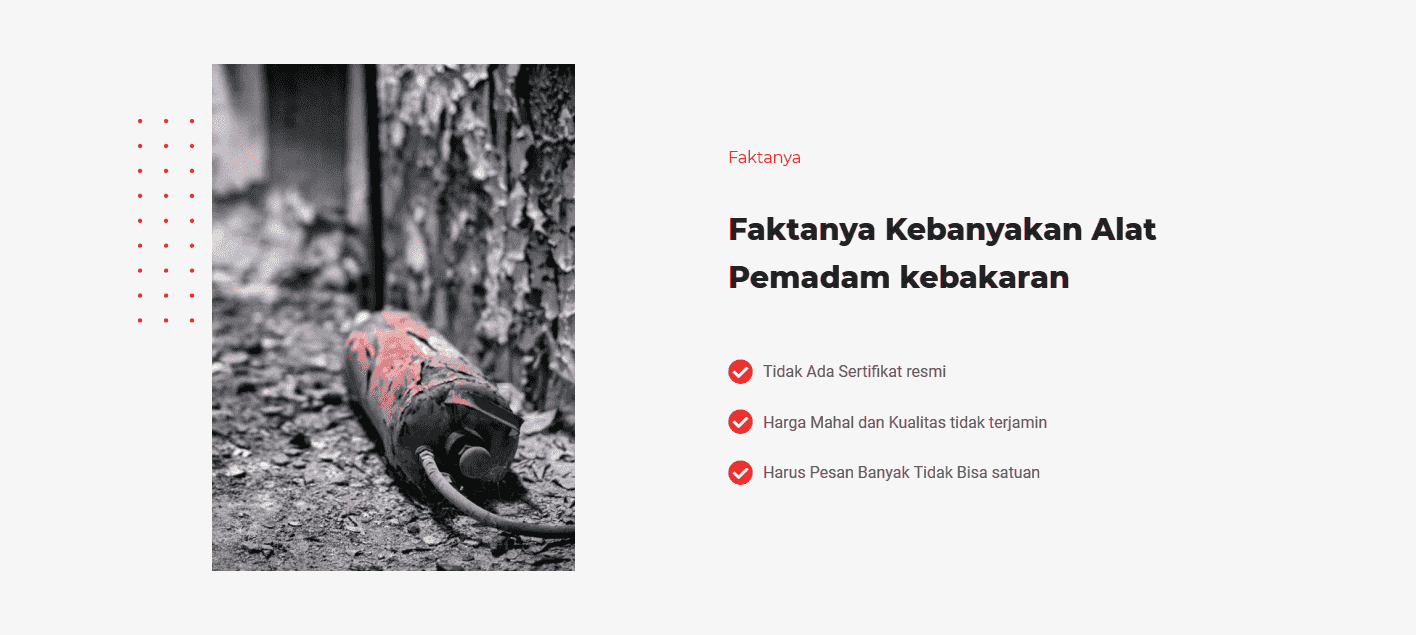 Faktanya
Faktanya Kebanyakan Alat
Pemadam kebakaran
Tidak Ada Sertifikat resmi
Harga Mahal dan Kualitas tidak terjamin
Harus Pesan Banyak Tidak Bisa satuan